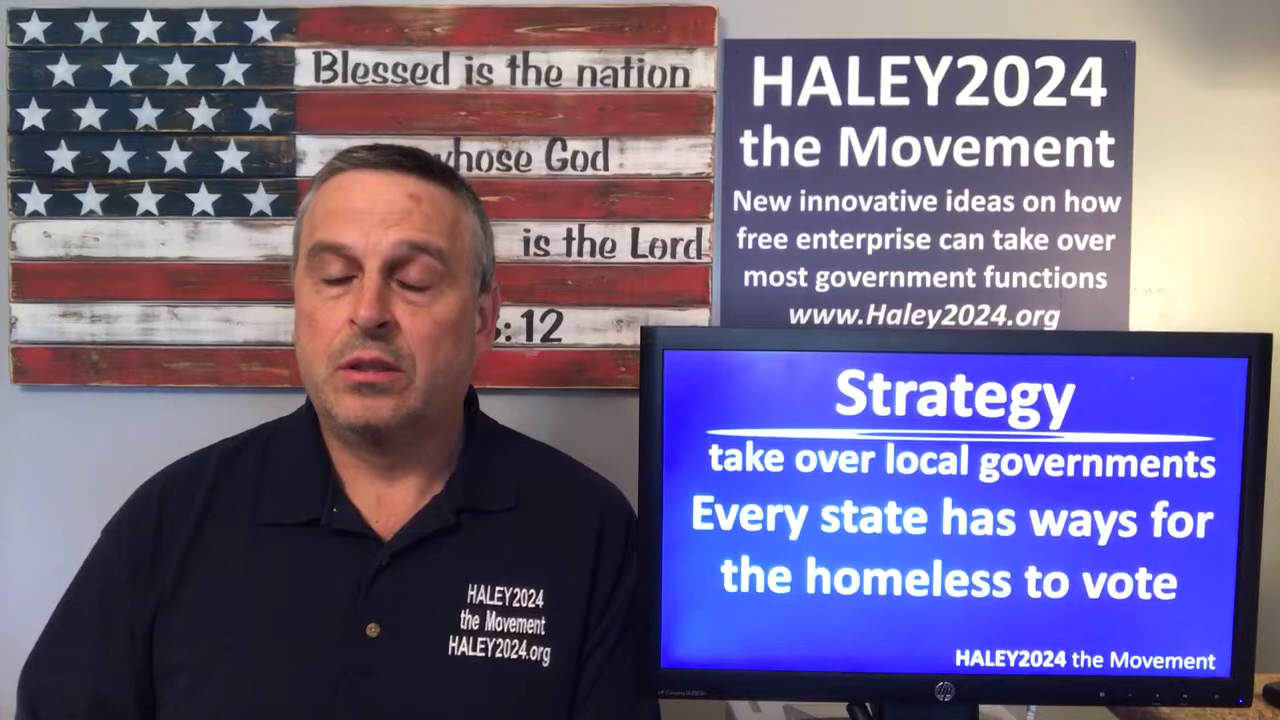 Blessed is the nation
whose God
is the Lord
:12
HALEY2024
the Movement
New innovative ideas on how
free enterprise can take over
most government functions
www.Haley2024.org
Strategy
take over local governments
Every state has ways for
the homeless to vote
HALEY2024 the Movement
HALEY2024
the Movement
HALEY2024.org
hp